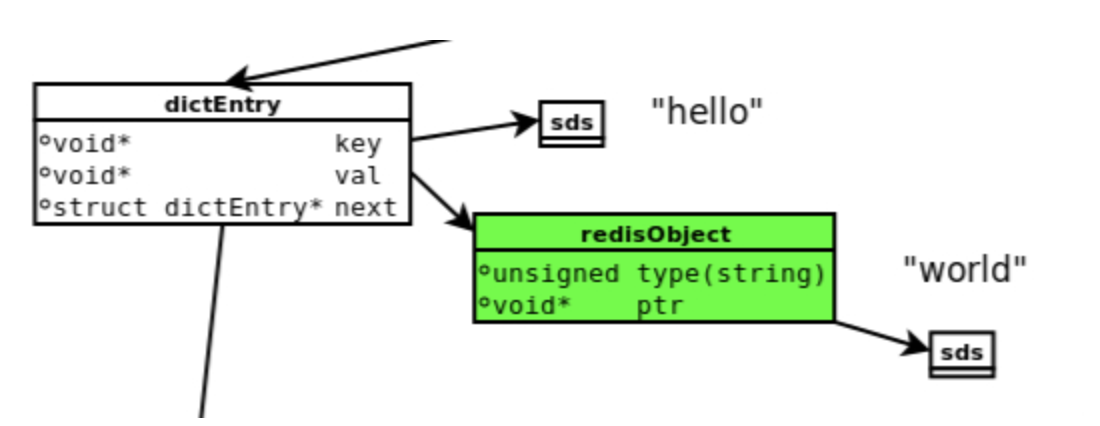 dictEntry
°void* key
°void* val
°struct dictEntry* next
sds
"hello"
redisObject
°unsigned type(string)
°void* ptr
"world"
sds